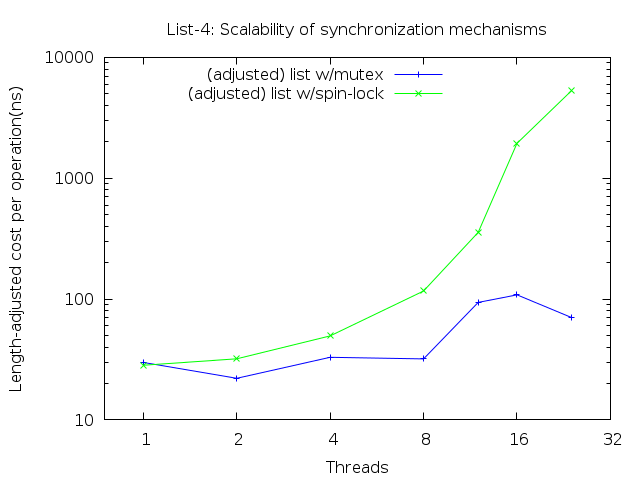 List-4: Scalability of synchronization mechanisms
10000
(adjusted) list w/mutex
(adjusted) list w/spin-lock
1000
100
10
Length-adjusted cost per operation(ns)
1 2 4 8 16 32
Threads